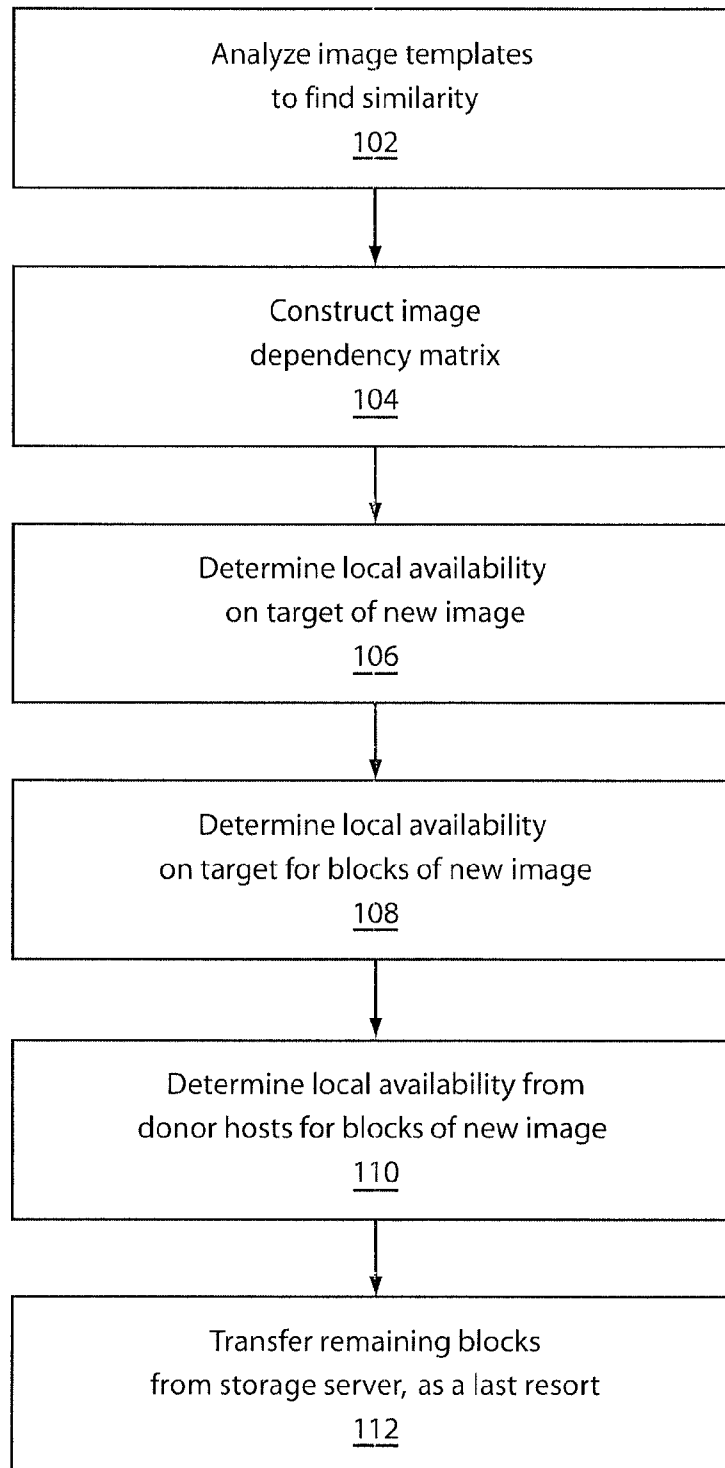 Analyze image templates
to find similarity
102
Construct image
dependency matrix
104
Determine local availability
on target of new image
106
Determine local availability
on target for blocks of new image
108
Determine local availability from
donor hosts for blocks of new image
110
Transfer remaining blocks
from storage server, as a last resort
112